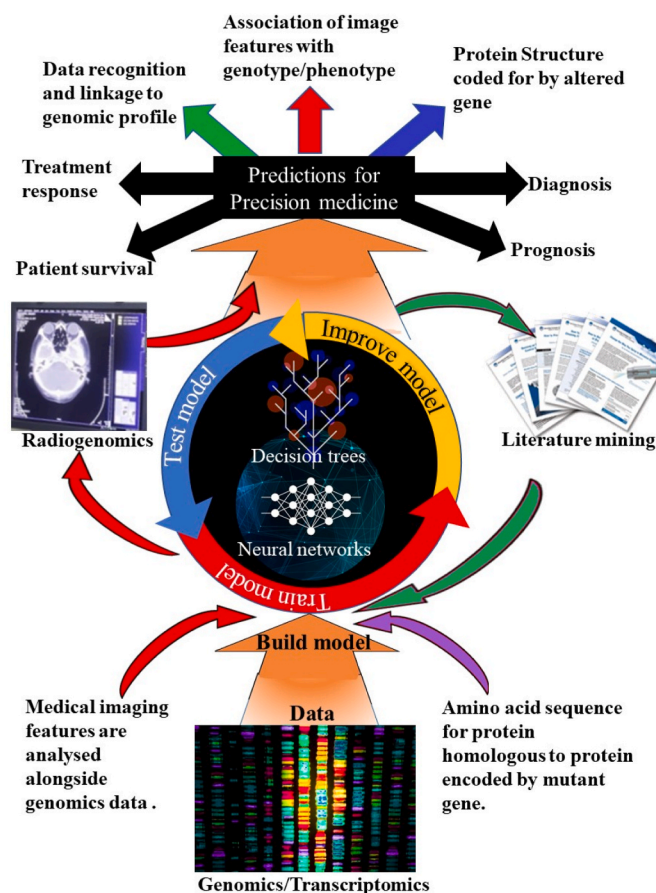 Association of image
features with
genotype/phenotype
Data recognition
and linkage to
genomic profile
Protein Structure
coded for by altered
gene
Treatment
response
Predictions for
Precision medicine
Diagnosis
Patient survival
Prognosis
Radiogenomics
Test model
Improve model
Decision trees
Neural networks
Train model
Literature mining
Build model
Medical imaging
features are
analysed
alongside
genomics data .
Data
Amino acid sequence
for protein
homologous to protein
encoded by mutant
gene.
Genomics/Transcriptomics